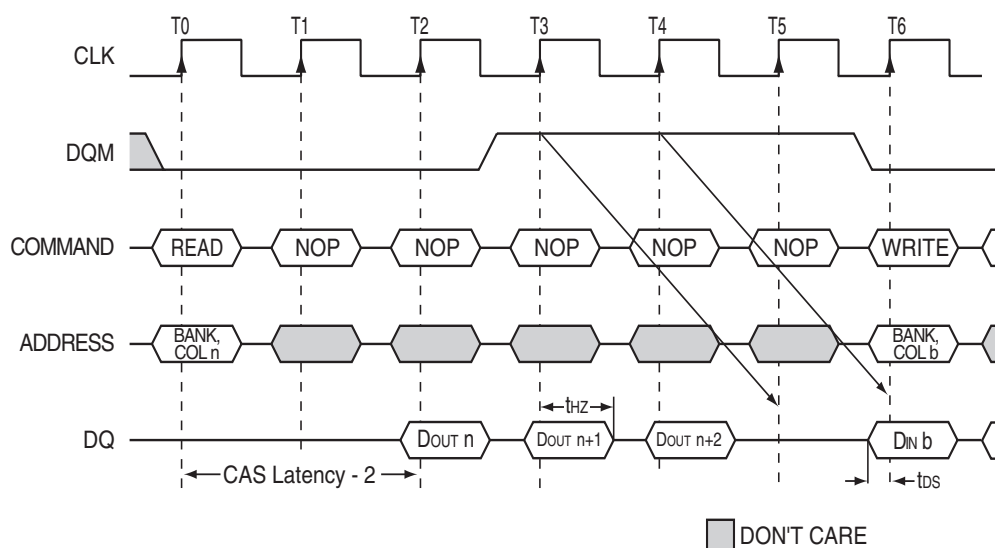 T0 T1 T2 T3 T4 T5 T6
CLK
DQM
COMMAND READ NOP NOP NOP NOP NOP WRITE
ADDRESS BANK, COL n BANK, COL b
tHZ
DQ DOUT n DOUT n+1 DOUT n+2 DIN b
CAS Latency - 2 tDS
DON'T CARE